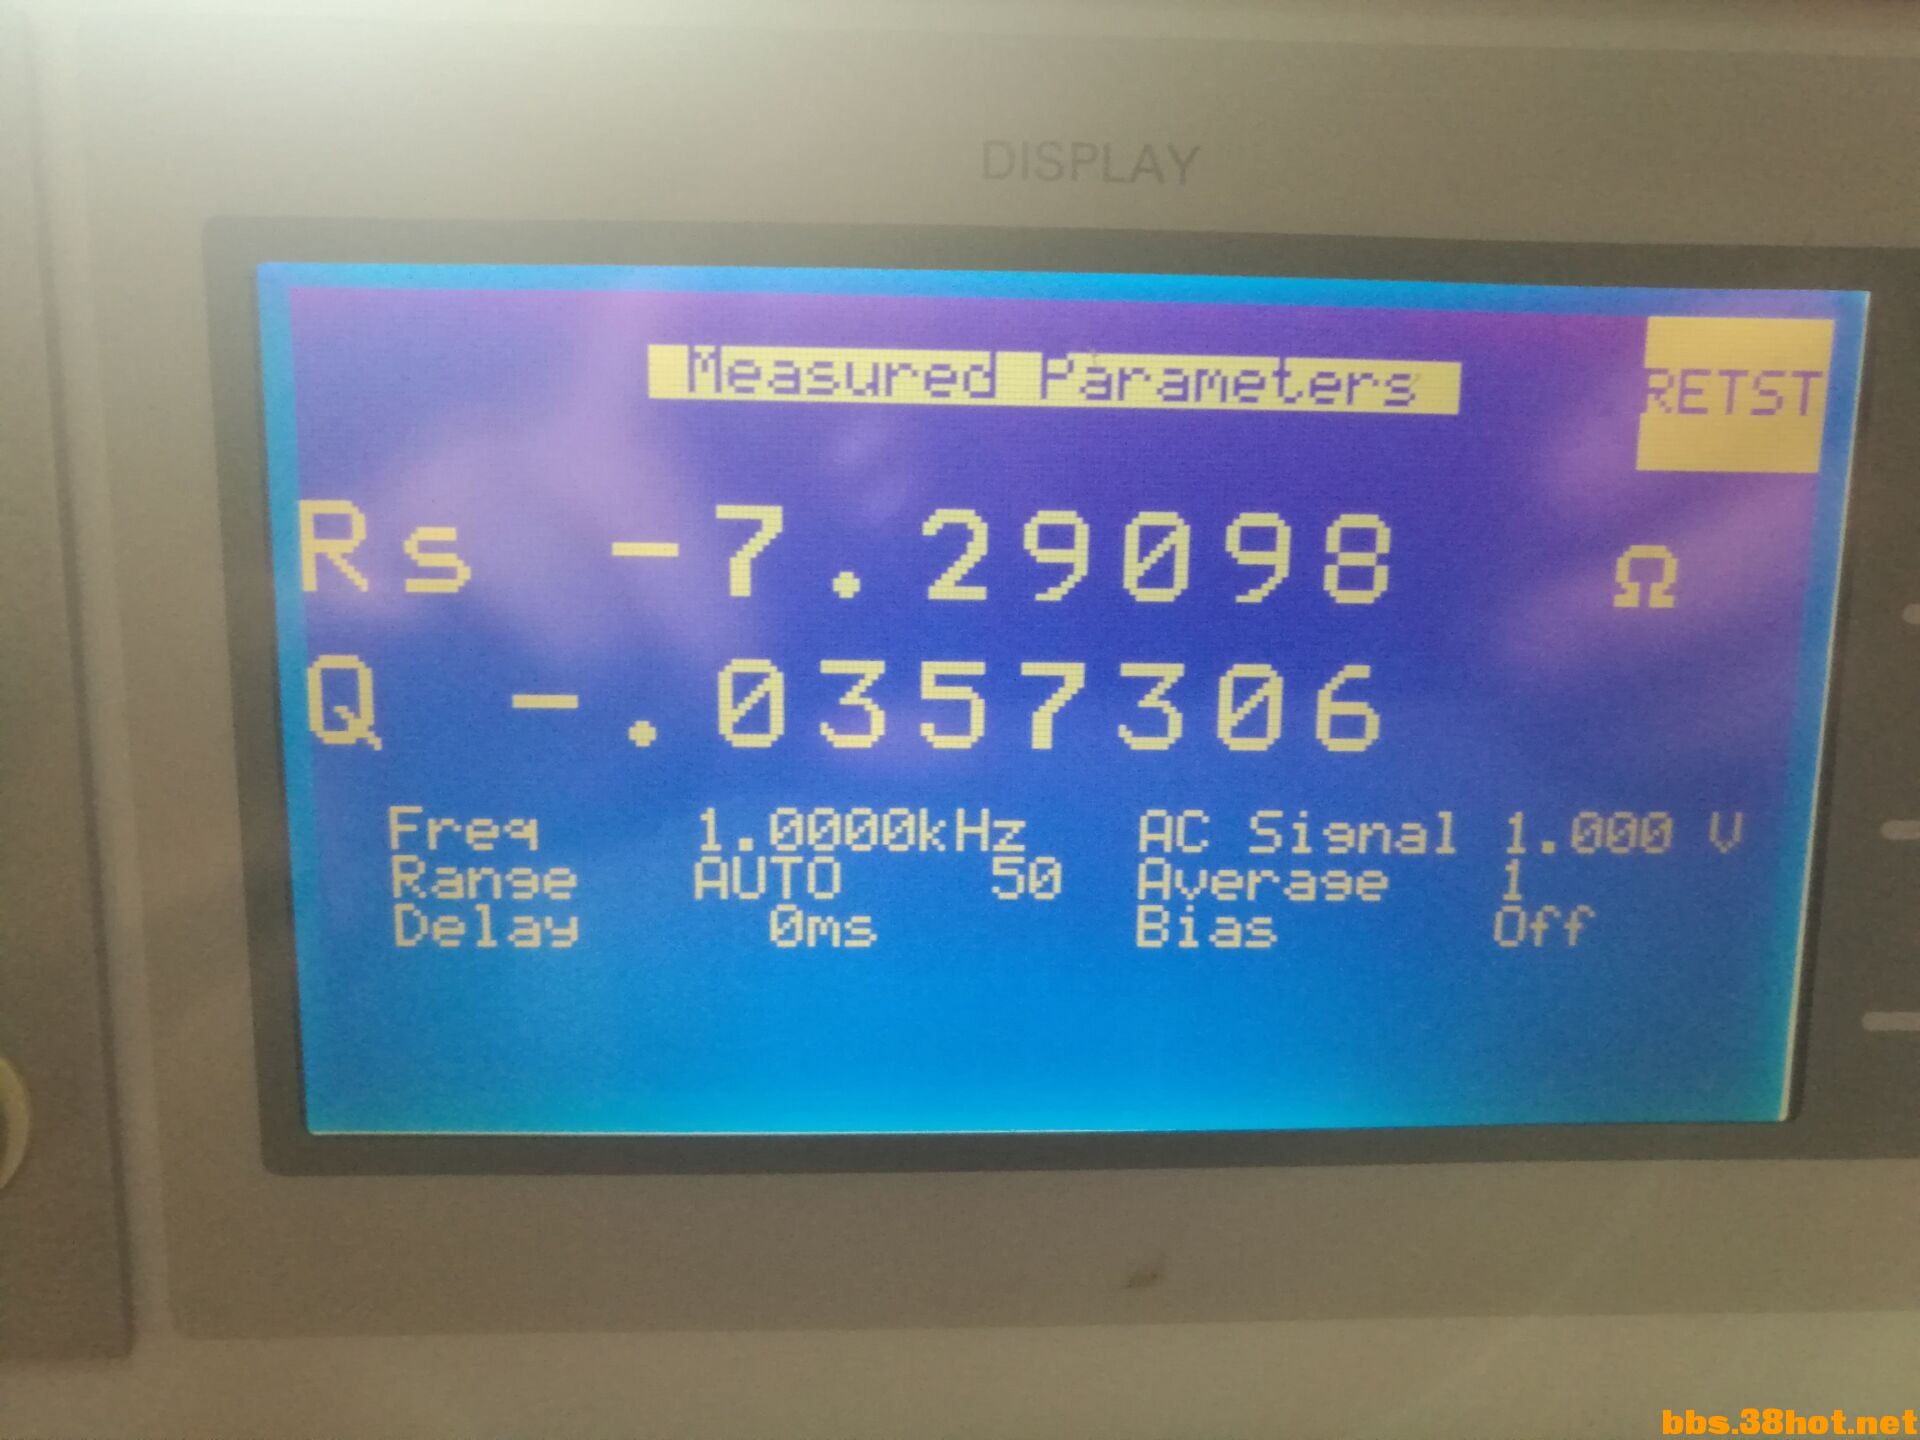 DISPLAY
Measured Parameters
RETST
Rs -7.29098 Ω
Q -.0357306
Freq 1.0000kHz AC Signal 1.000 V
Range AUTO 50 Average 1
Delay 0ms Bias Off
bbs.38hot.net